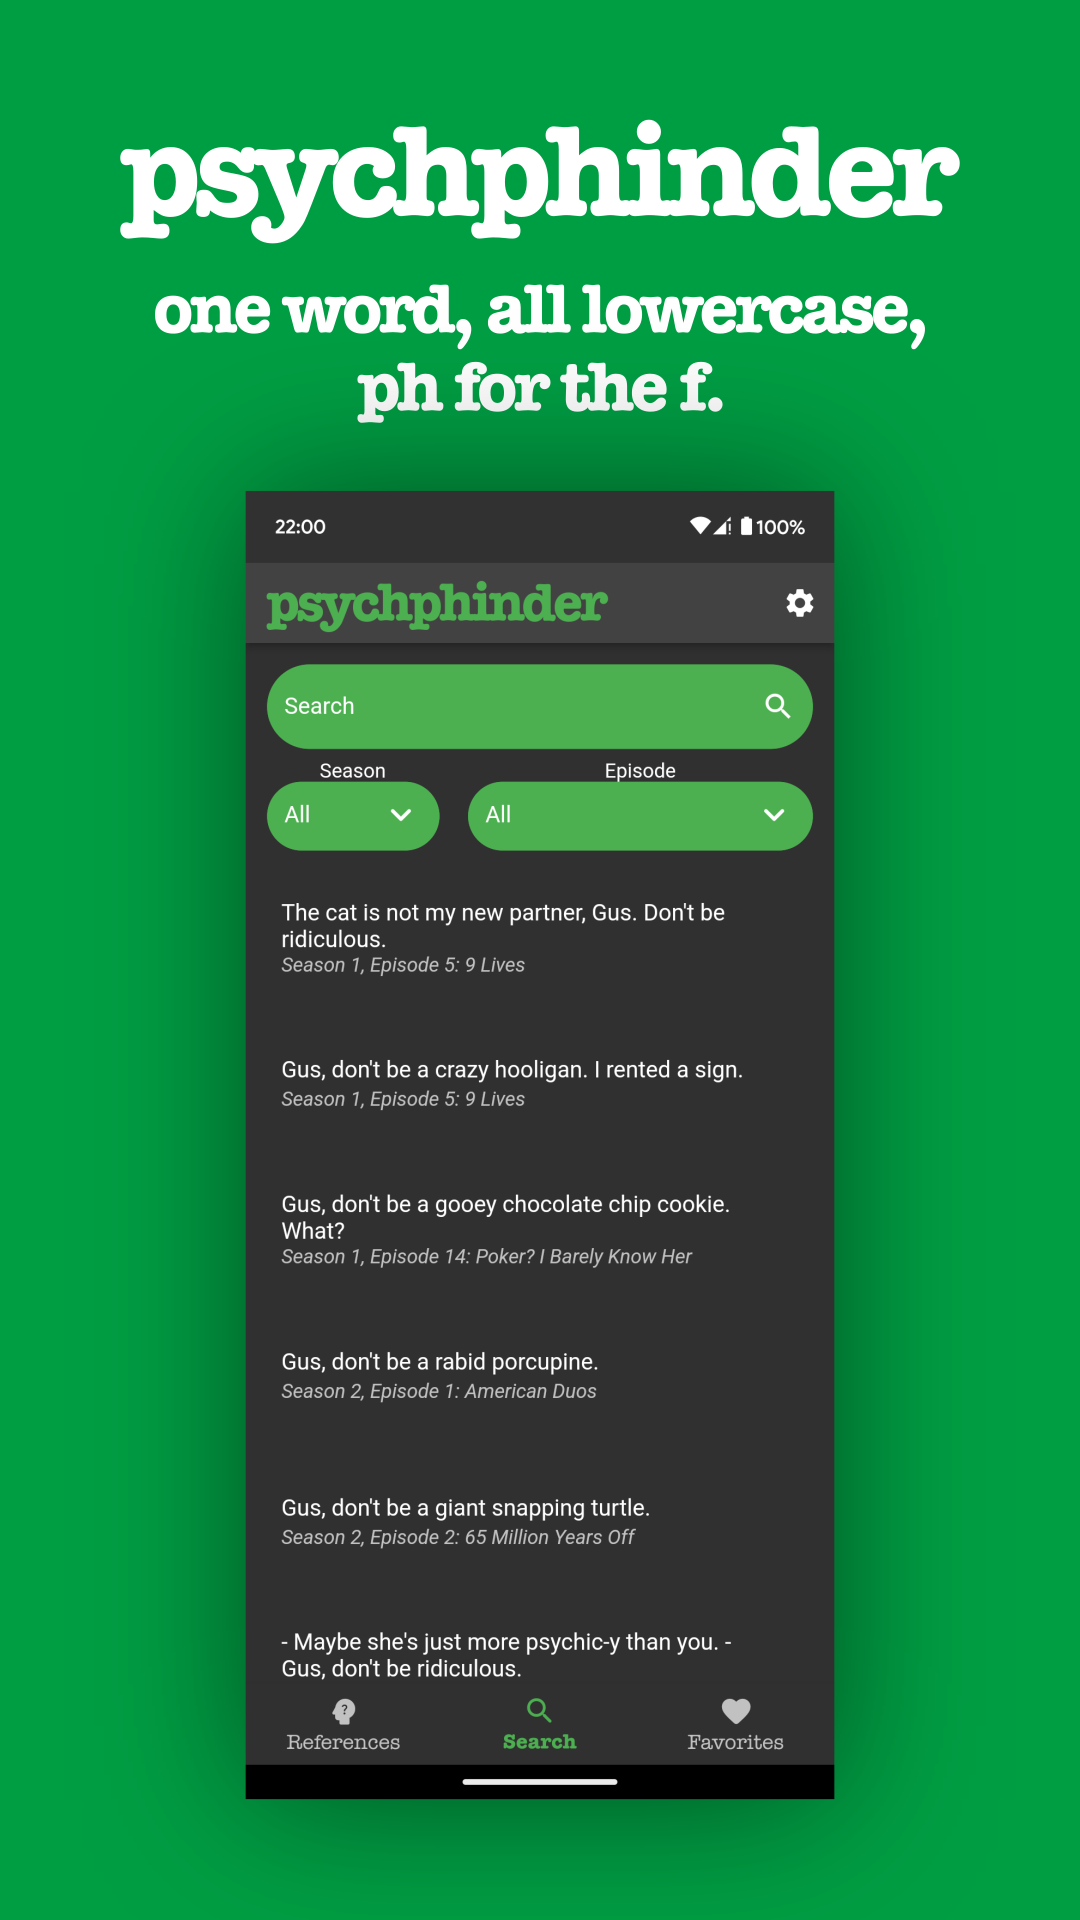 psychphinder
one word, all lowercase,
ph for the f.
22:00
100%
psychphinder
Search
Season
Episode
All
All
The cat is not my new partner, Gus. Don't be
ridiculous.
Season 1, Episode 5: 9 Lives
Gus, don't be a crazy hooligan. I rented a sign.
Season 1, Episode 5: 9 Lives
Gus, don't be a gooey chocolate chip cookie.
What?
Season 1, Episode 14: Poker? I Barely Know Her
Gus, don't be a rabid porcupine.
Season 2, Episode 1: American Duos
Gus, don't be a giant snapping turtle.
Season 2, Episode 2: 65 Million Years Off
- Maybe she's just more psychic-y than you. -
Gus, don't be ridiculous.
References
Search
Favorites